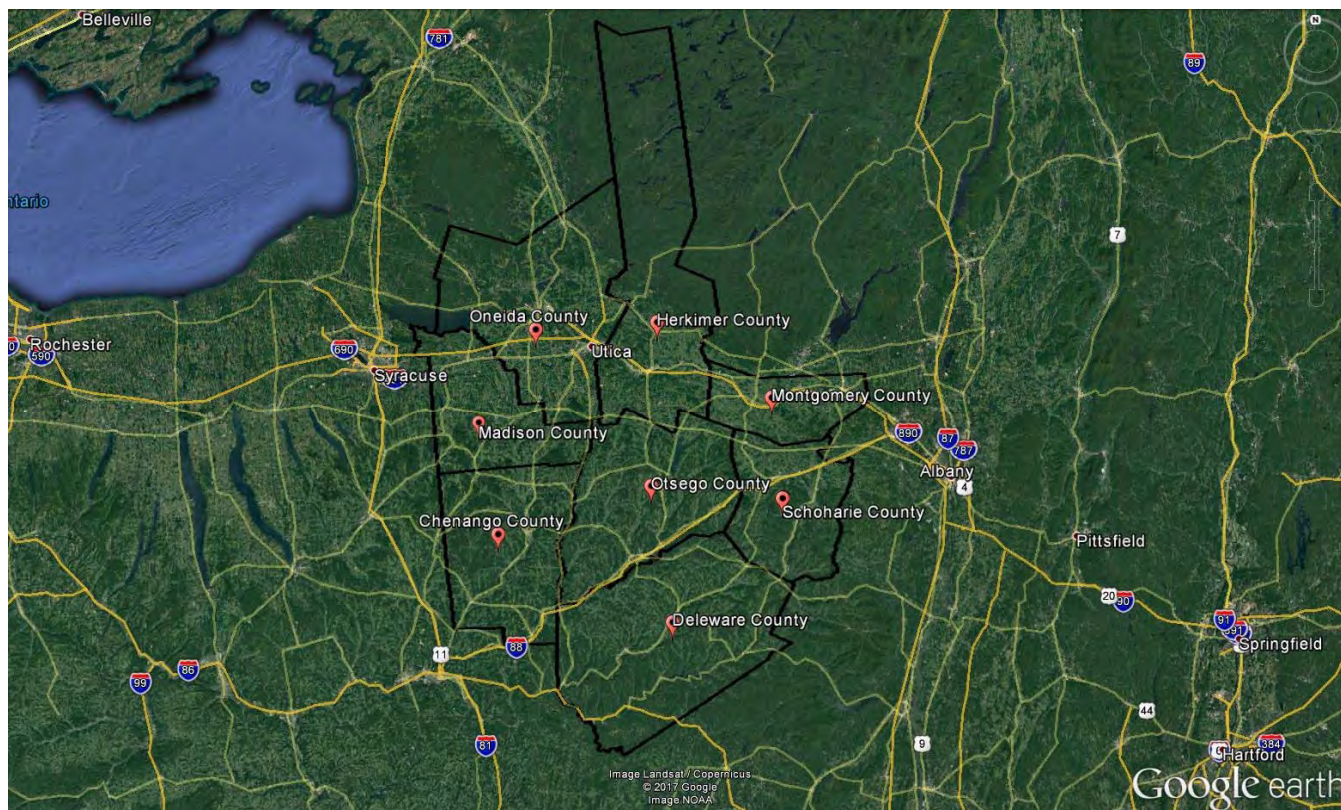 Belleville
781
89
N
ntario
7
Oneida County
Herkimer County
Rochester
590
690
Utica
Syracuse
Montgomery County
Madison County
890
87
787
Albany
4
Otsego County
Schoharie County
Chenango County
Pittsfield
20
90
Deleware County
91
Springfield
11
88
86
99
44
81
9
384
Hartford
Image Landsat / Copernicus
© 2017 Google
Image NOAA
Google earth